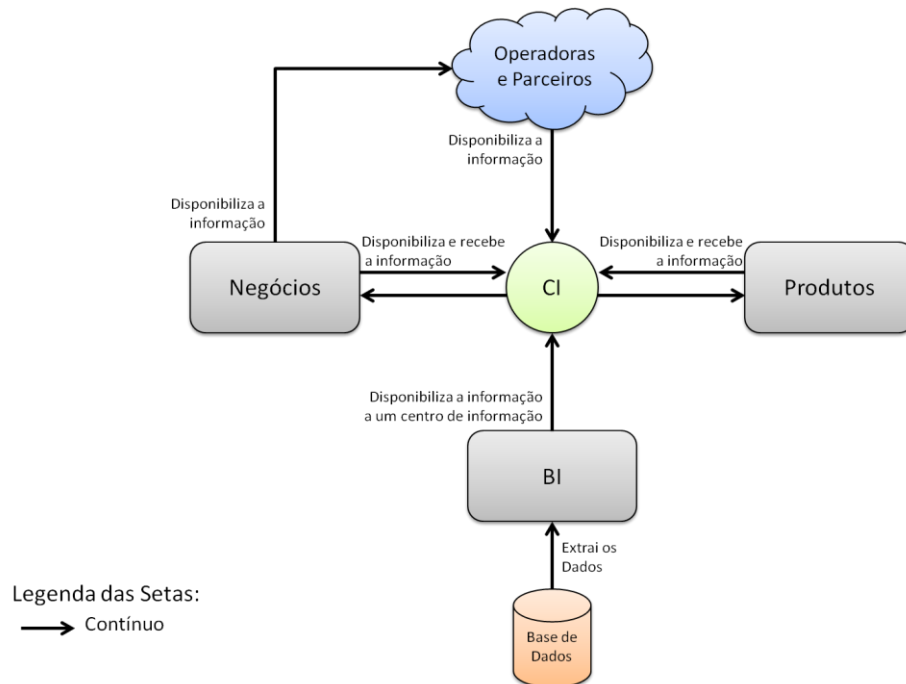 Operadoras
e Parceiros
Disponibiliza a
informação
Disponibiliza a
informação
Disponibiliza e recebe
a informação
Disponibiliza e recebe
a informação
Negócios
CI
Produtos
Disponibiliza a informação
a um centro de informação
BI
Extrai os
Dados
Legenda das Setas:
Contínuo
Base de
Dados